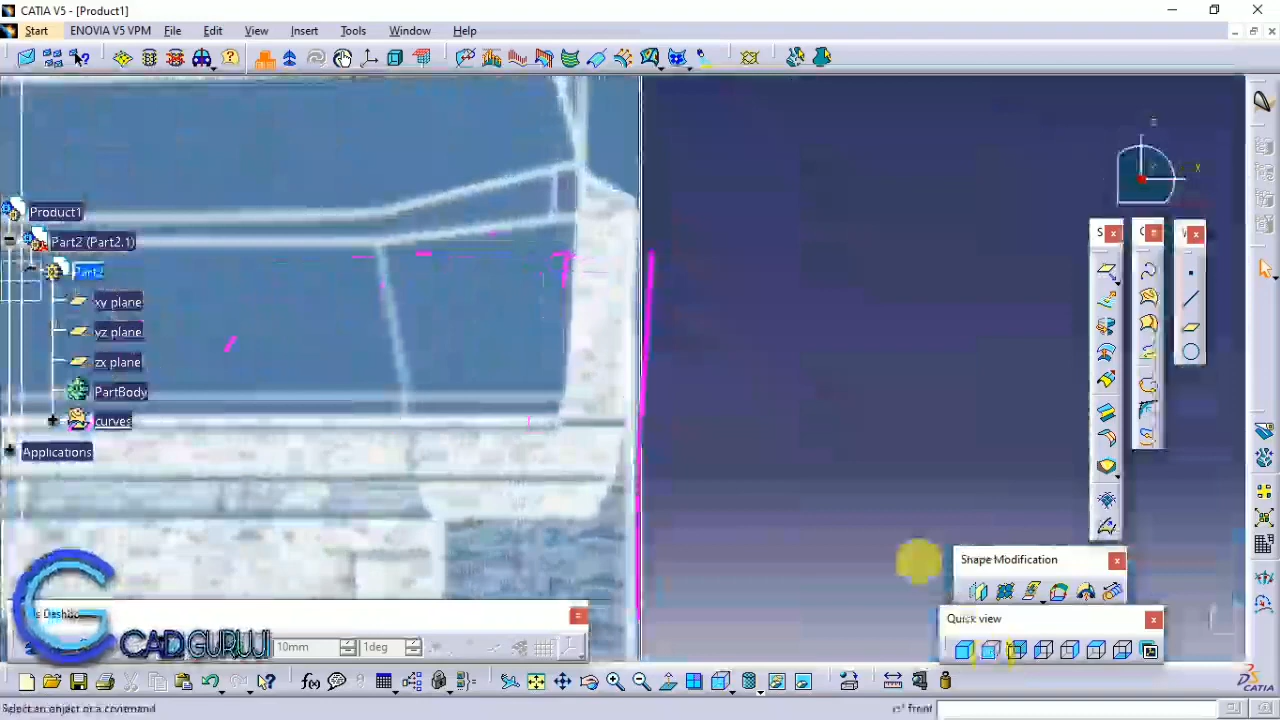 CATIA V5 - [Product1]
Start ENOVIA V5 VPM File Edit View Insert Tools Window Help
Product1
Part2 (Part2.1)
Part2
xy plane
yz plane
zx plane
PartBody
curves
Applications
S
Shape Modification
Quick view
CAD GURUJI
10mm
1deg
f(x)
Select an object or a command
CATIA